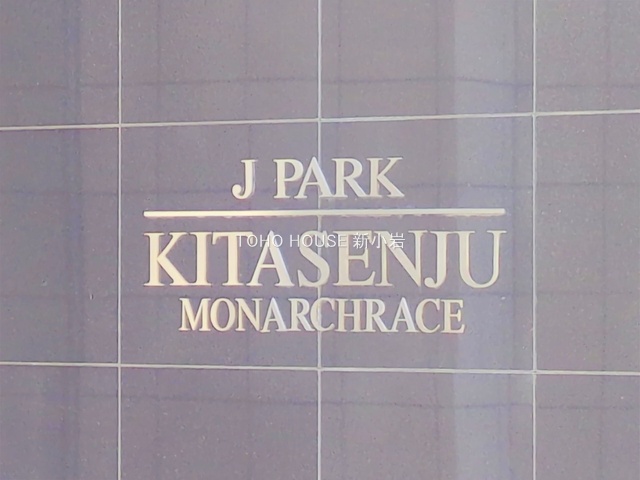 J PARK
KITASENJU
TOHO HOUSE 新小岩
MONARCHRACE